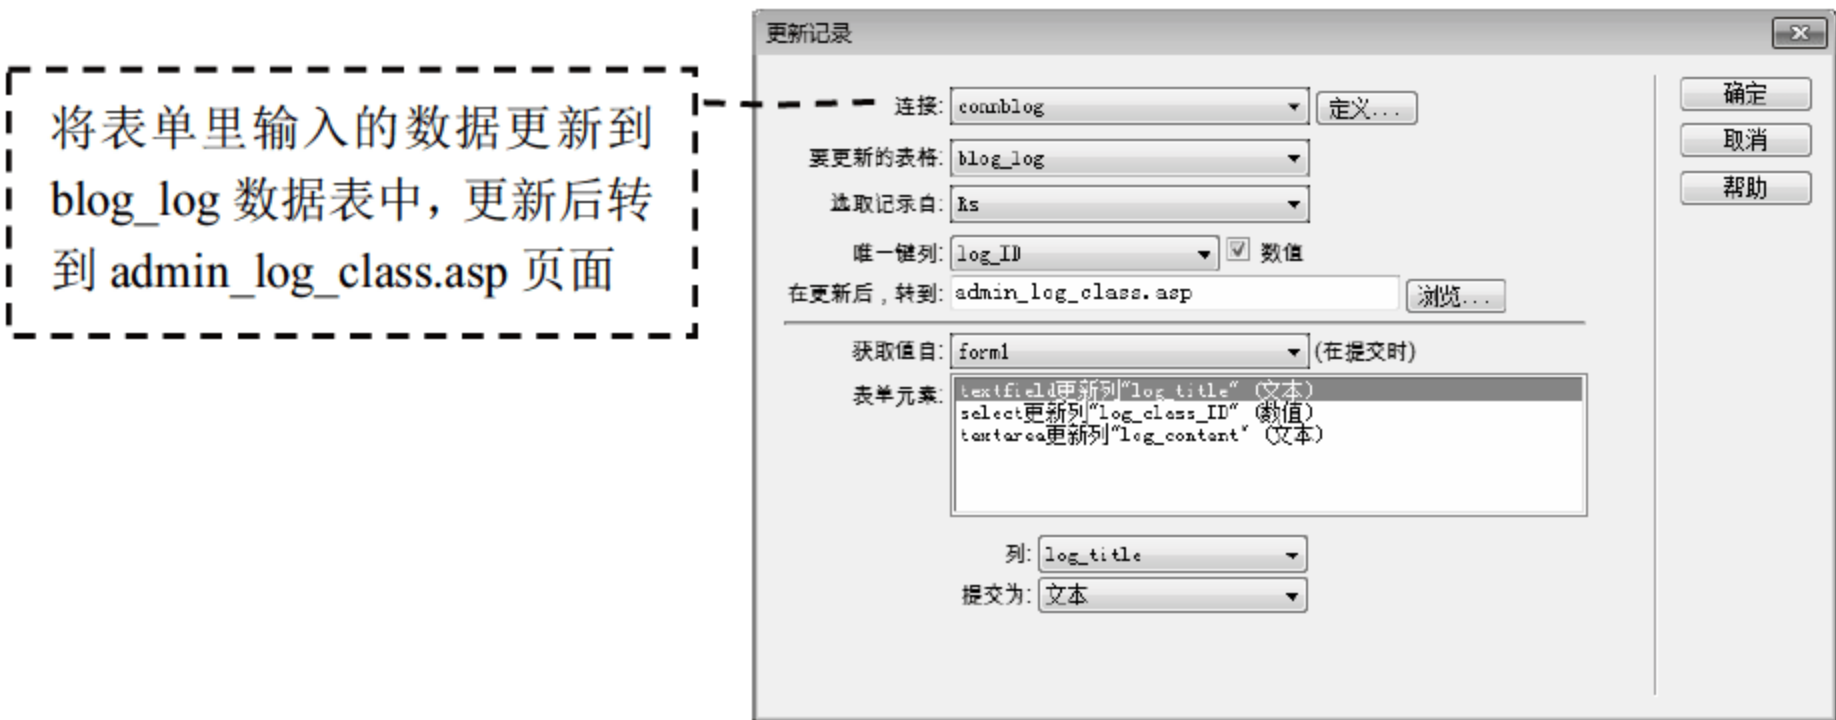 将表单里输入的数据更新到
blog_log 数据表中，更新后转
到 admin_log_class.asp 页面
更新记录
连接: connblog 定义... 确定
要更新的表格: blog_log 取消
选取记录自: Rs 帮助
唯一键列: log_ID 数值
在更新后，转到: admin_log_class.asp 浏览...
获取值自: form1 (在提交时)
表单元素: textfield更新列"log_title" (文本)
select更新列"log_class_ID" (数值)
textarea更新列"log_content" (文本)
列: log_title
提交为: 文本